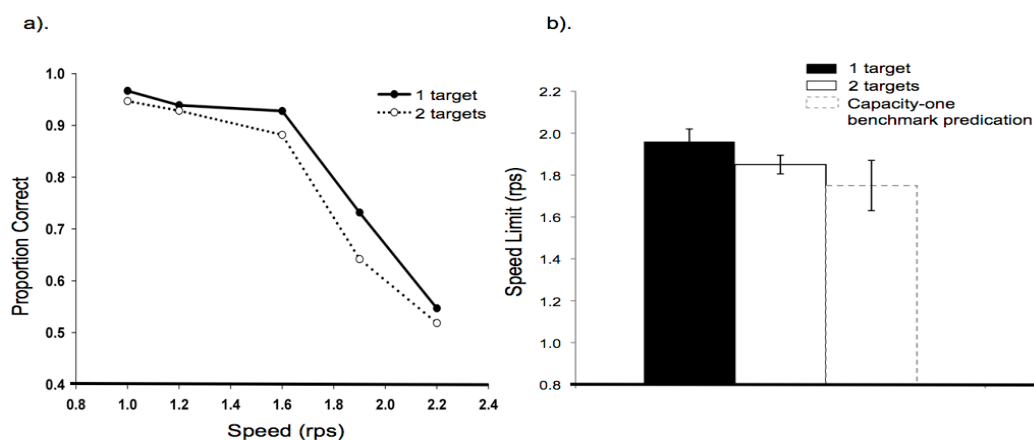 a).
1.0
0.9
0.8
0.7
0.6
0.5
0.4
Proportion Correct
0.8 1.0 1.2 1.4 1.6 1.8 2.0 2.2 2.4
Speed (rps)
1 target
2 targets
b).
1 target
2 targets
Capacity-one
benchmark predication
2.2
2.0
1.8
1.6
1.4
1.2
1.0
0.8
Speed Limit (rps)